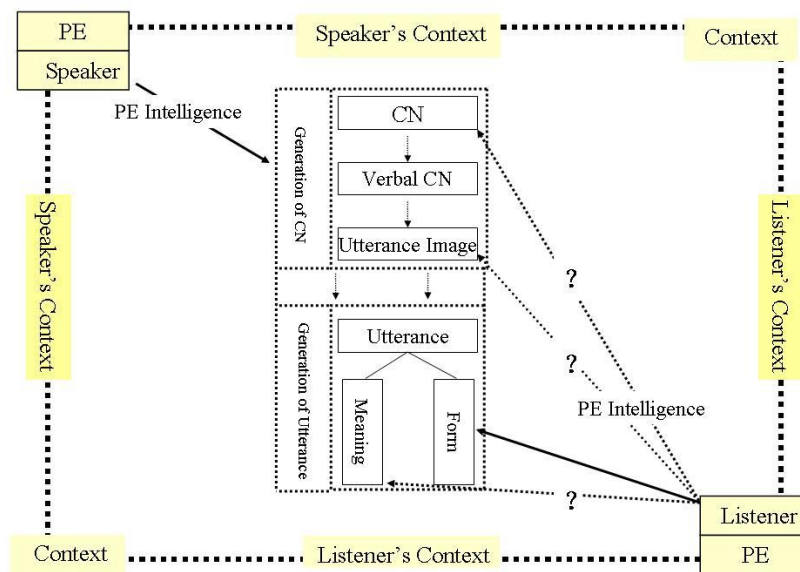 PE
Speaker's Context
Context
Speaker
PE Intelligence
Generation of CN
CN
Verbal CN
Utterance Image
Speaker's Context
Listener's Context
?
?
Generation of Utterance
Utterance
Meaning
Form
PE Intelligence
?
Listener
Context
Listener's Context
PE